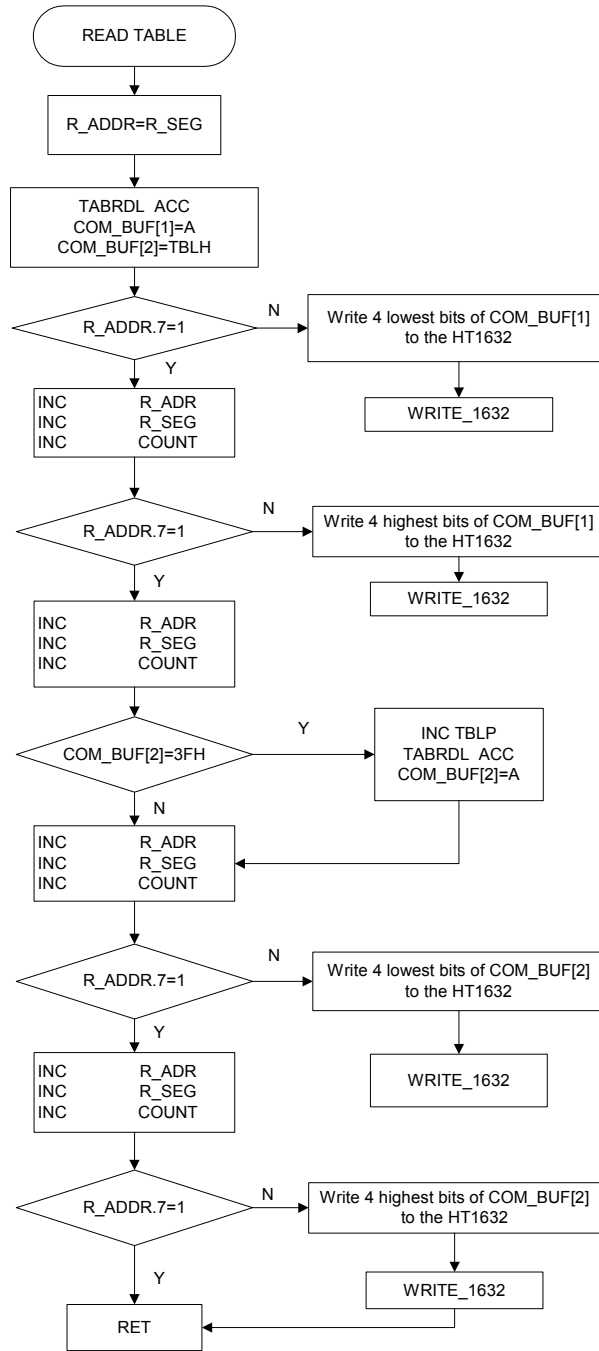 READ TABLE
R_ADDR=R_SEG
TABRDL ACC
COM_BUF[1]=A
COM_BUF[2]=TBLH
R_ADDR.7=1
N
Write 4 lowest bits of COM_BUF[1]
to the HT1632
WRITE_1632
Y
INC R_ADR
INC R_SEG
INC COUNT
R_ADDR.7=1
N
Write 4 highest bits of COM_BUF[1]
to the HT1632
WRITE_1632
Y
INC R_ADR
INC R_SEG
INC COUNT
COM_BUF[2]=3FH
Y
INC TBLP
TABRDL ACC
COM_BUF[2]=A
N
INC R_ADR
INC R_SEG
INC COUNT
R_ADDR.7=1
N
Write 4 lowest bits of COM_BUF[2]
to the HT1632
WRITE_1632
Y
INC R_ADR
INC R_SEG
INC COUNT
R_ADDR.7=1
N
Write 4 highest bits of COM_BUF[2]
to the HT1632
WRITE_1632
Y
RET